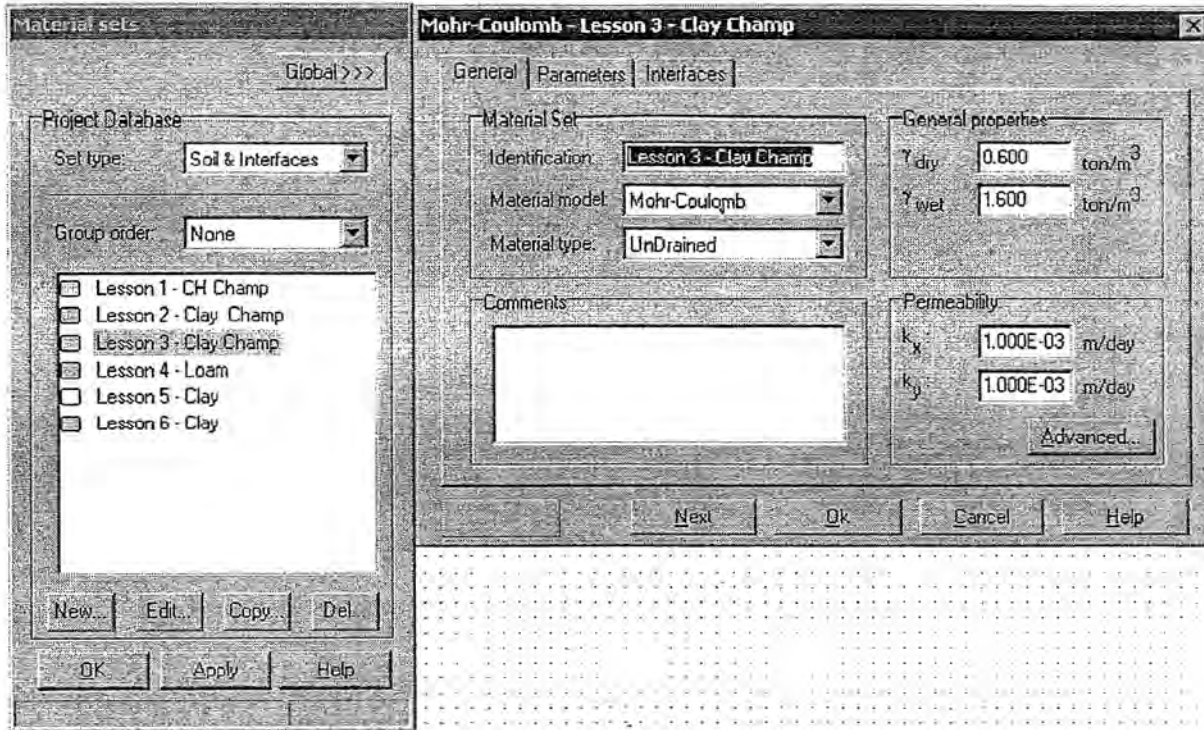 Material sets
Global >>>
Project Database
Set type: Soil & Interfaces
Group order: None
Lesson 1 - CH Champ
Lesson 2 - Clay Champ
Lesson 3 - Clay Champ
Lesson 4 - Loam
Lesson 5 - Clay
Lesson 6 - Clay
New... Edit... Copy... Del...
OK Apply Help
Mohr-Coulomb - Lesson 3 - Clay Champ
General Parameters Interfaces
Material Set
Identification: Lesson 3 - Clay Champ
Material model: Mohr-Coulomb
Material type: UnDrained
Comments
General properties
γ dry 0.600 ton/m³
γ wet 1.600 ton/m³
Permeability
kx 1.000E-03 m/day
ky 1.000E-03 m/day
Advanced...
Next Ok Cancel Help